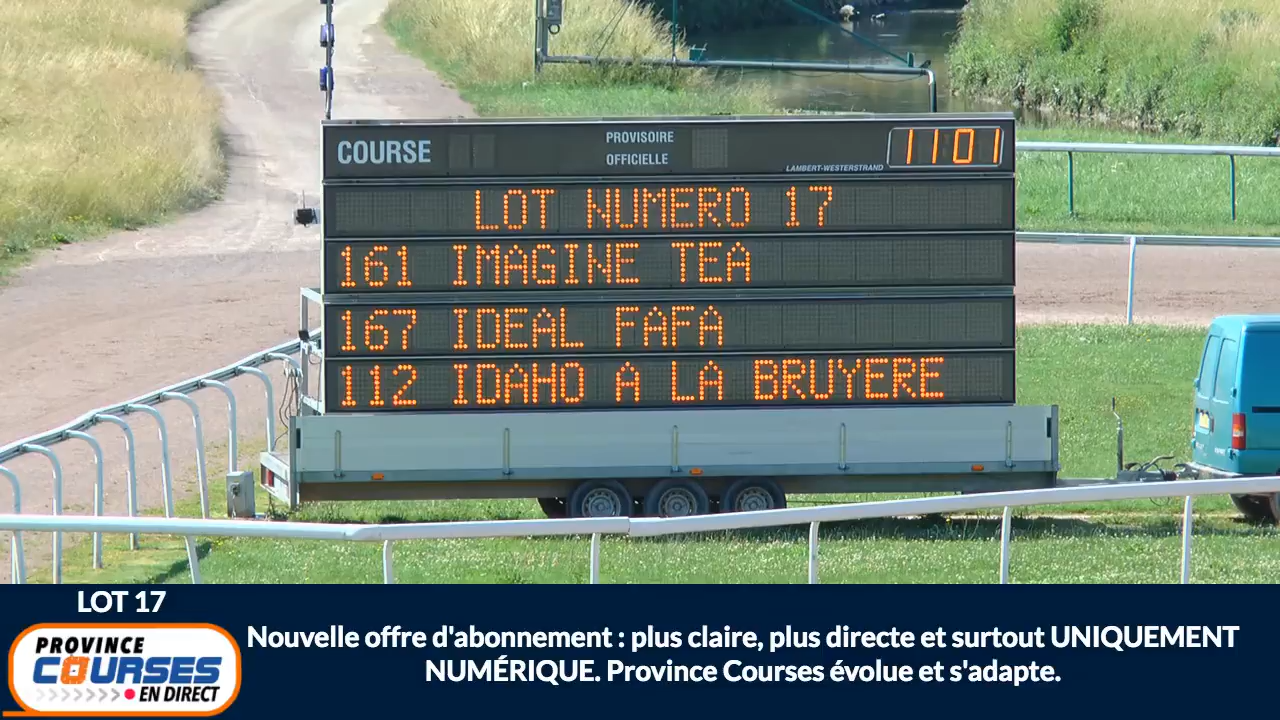 COURSE
PROVISOIRE
OFFICIELLE
LAMBERT-WESTERSTRAND
1101
LOT NUMERO 17
161 IMAGINE TEA
167 IDEAL FAFA
112 IDAHO A LA BRUYERE
LOT 17
PROVINCE
COURSES
EN DIRECT
Nouvelle offre d'abonnement : plus claire, plus directe et surtout UNIQUEMENT
NUMÉRIQUE. Province Courses évolue et s'adapte.